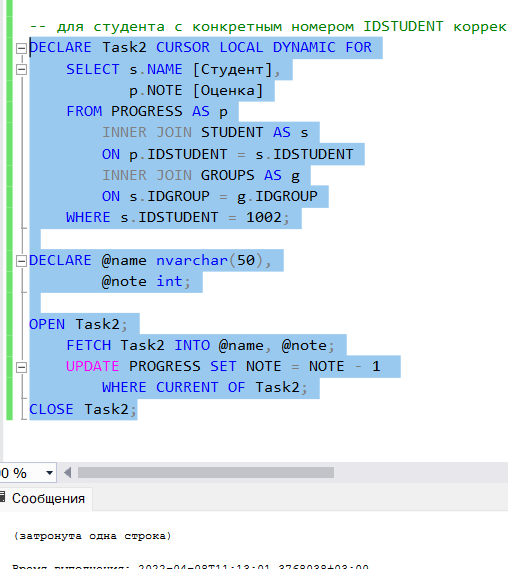 -- для студента с конкретным номером IDSTUDENT коррек
DECLARE Task2 CURSOR LOCAL DYNAMIC FOR
SELECT s.NAME [Студент],
p.NOTE [Оценка]
FROM PROGRESS AS p
INNER JOIN STUDENT AS s
ON p.IDSTUDENT = s.IDSTUDENT
INNER JOIN GROUPS AS g
ON s.IDGROUP = g.IDGROUP
WHERE s.IDSTUDENT = 1002;
DECLARE @name nvarchar(50),
@note int;
OPEN Task2;
FETCH Task2 INTO @name, @note;
UPDATE PROGRESS SET NOTE = NOTE - 1
WHERE CURRENT OF Task2;
CLOSE Task2;
0 %
Сообщения
(затронута одна строка)
Время выполнения: 2022-04-08T11:13:01.3768038+03:00